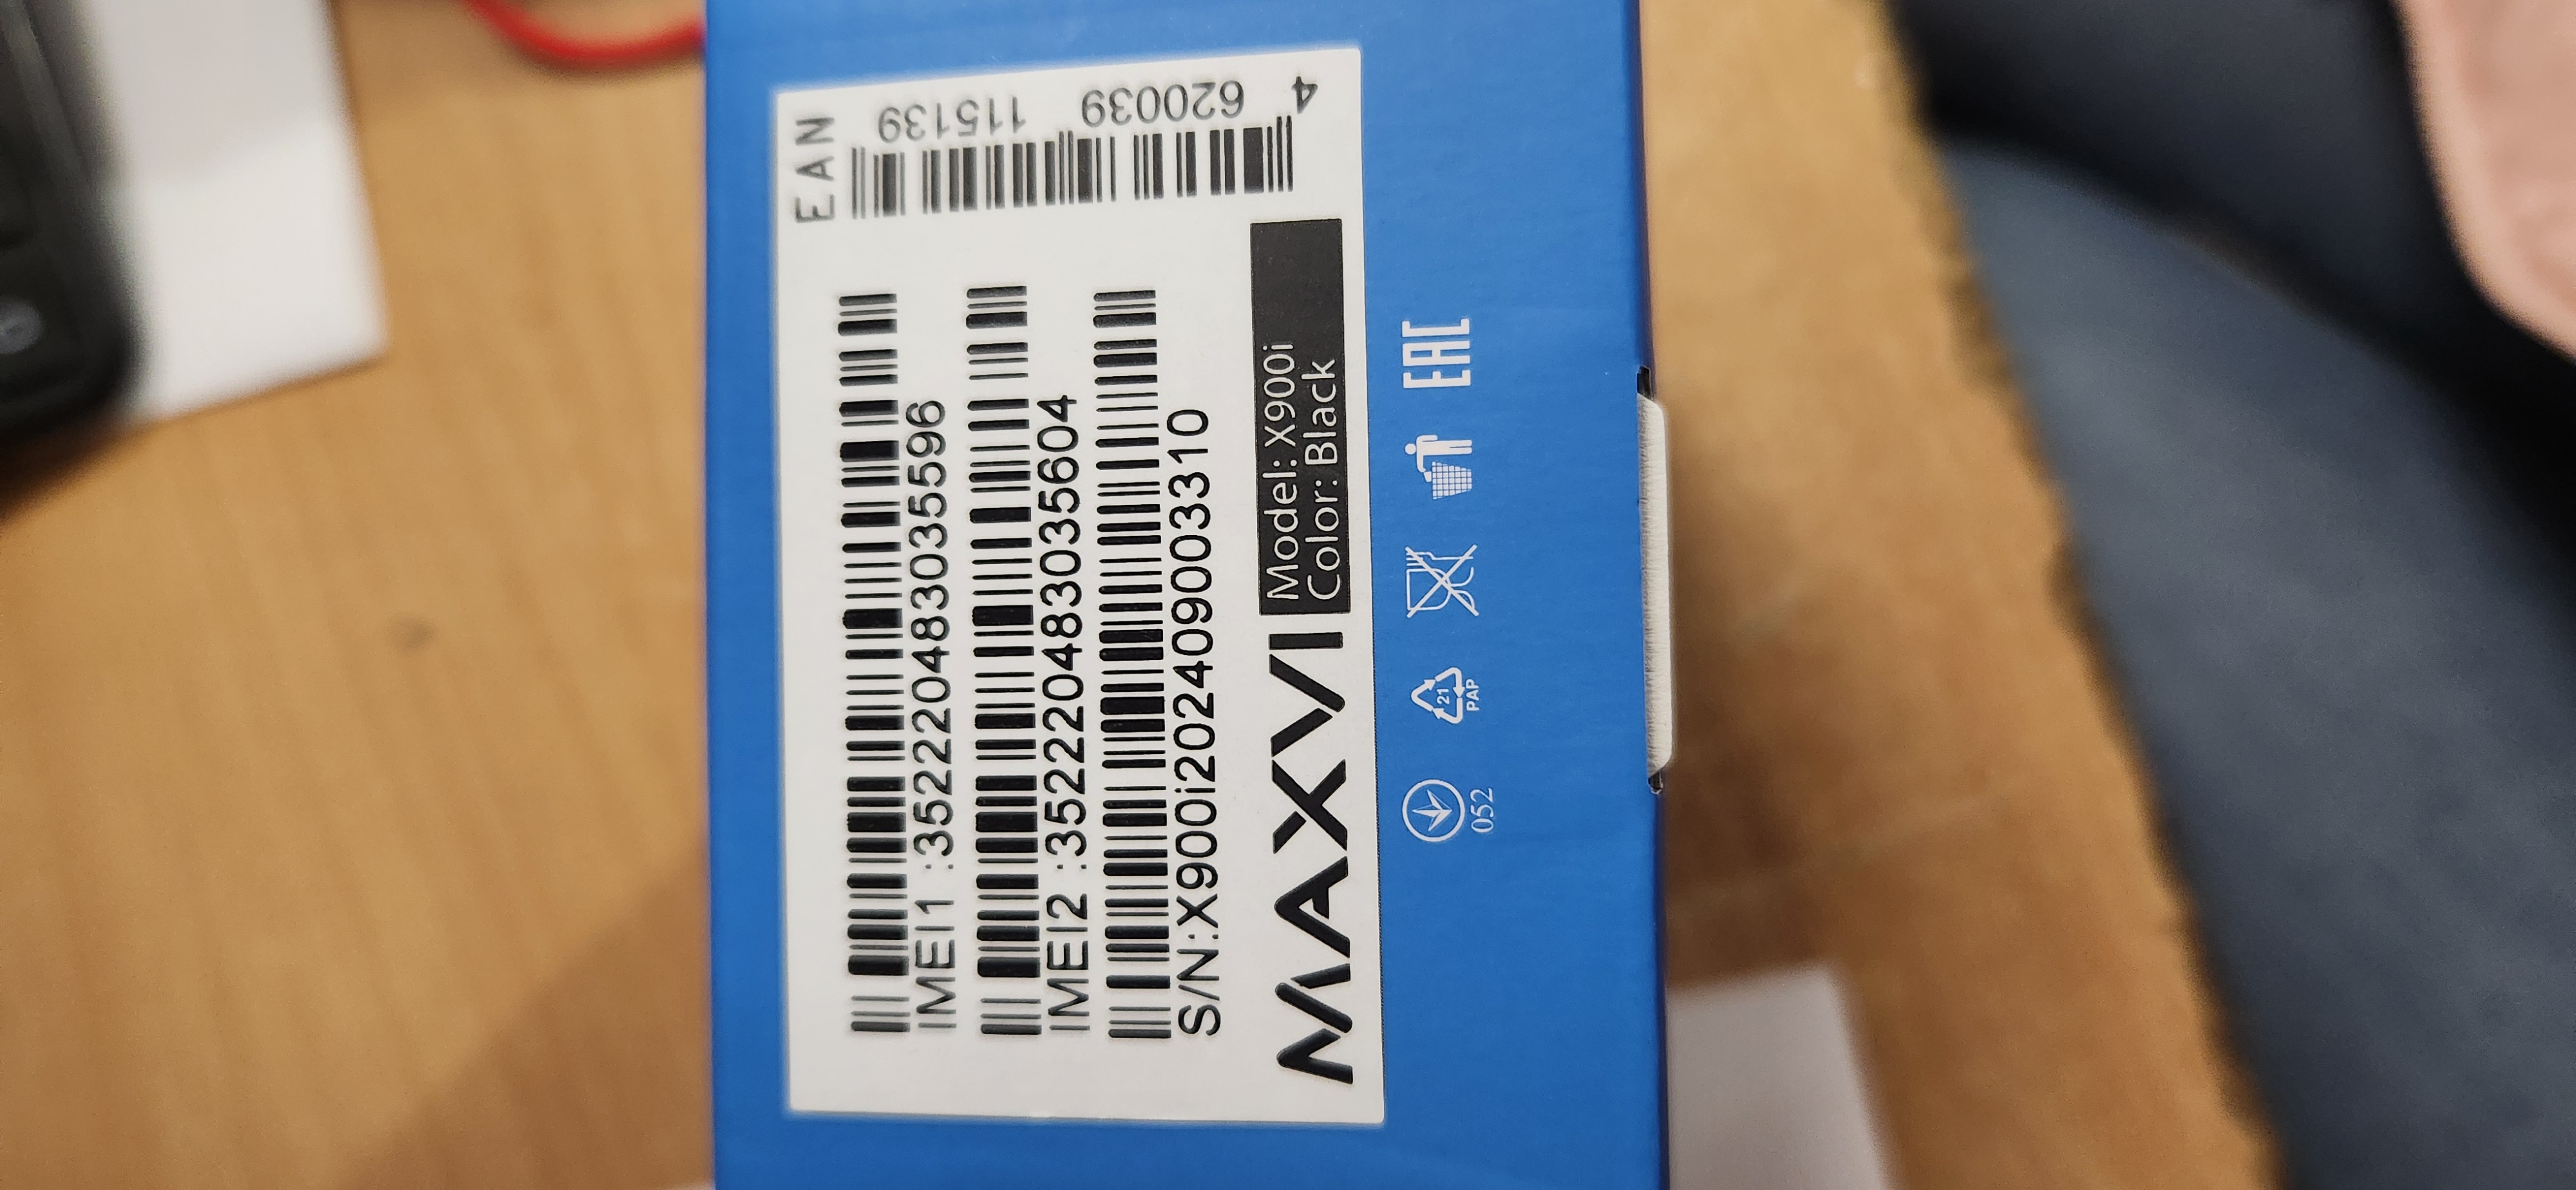 IMEI1 :352220483035596
IMEI2 :352220483035604
S/N:X900i202409003310
MAXVI
Model: X900i
Color: Black
EAN
4 620039 115139
052
21
PAP
EAC